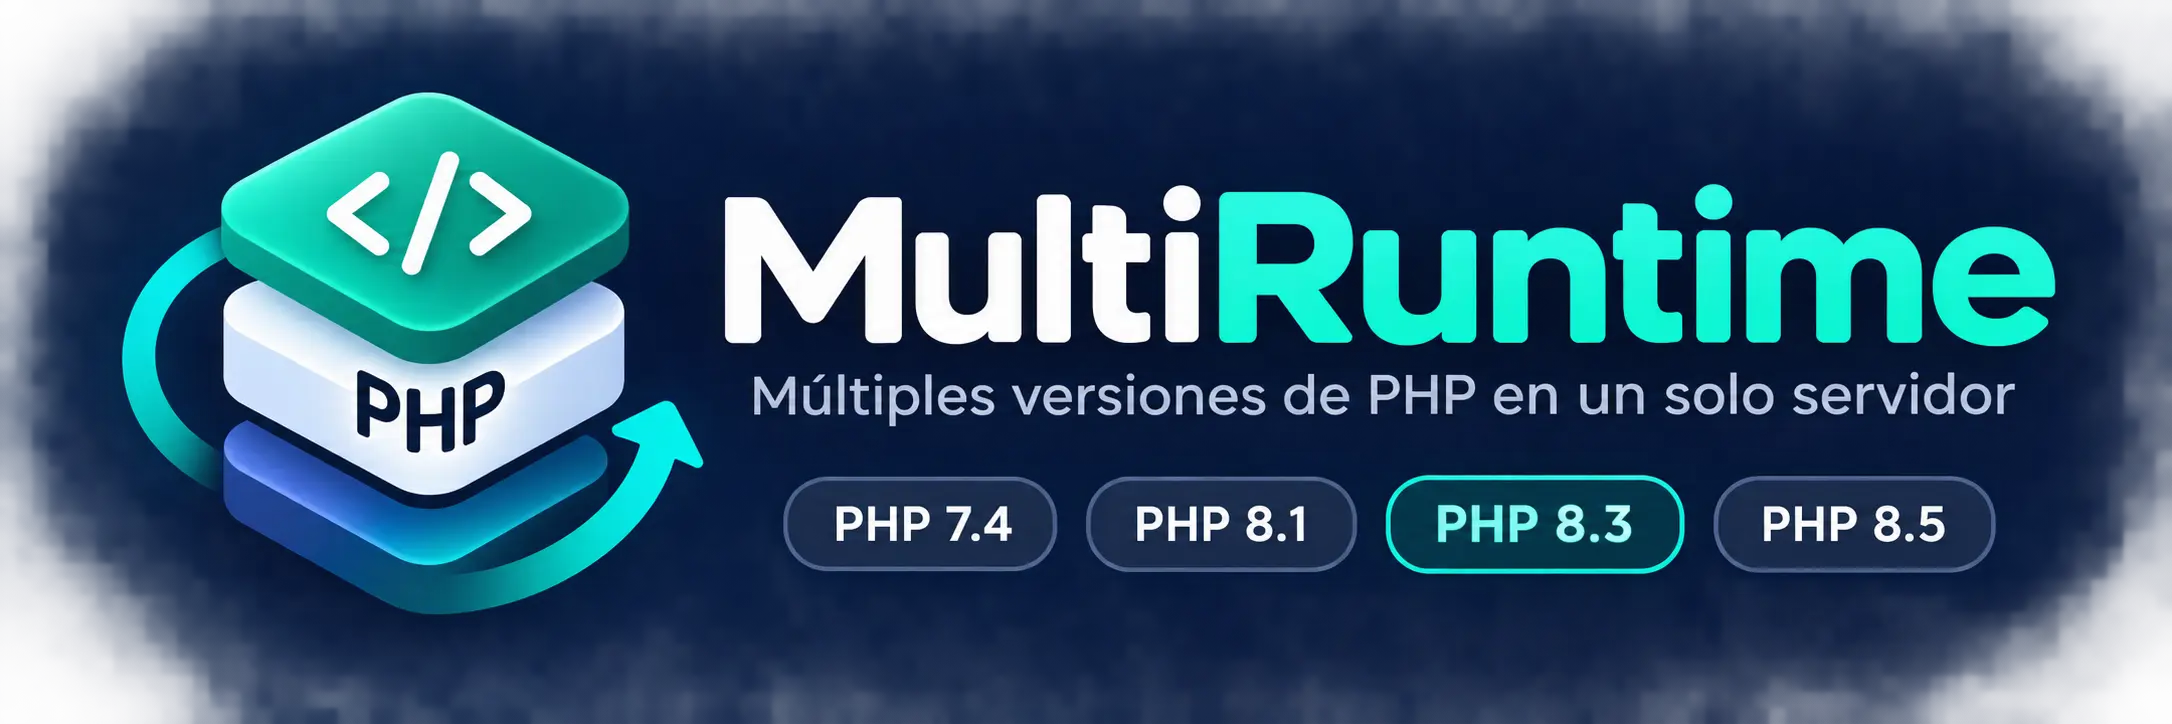 </>
PHP
MultiRuntime
Múltiples versiones de PHP en un solo servidor
PHP 7.4
PHP 8.1
PHP 8.3
PHP 8.5